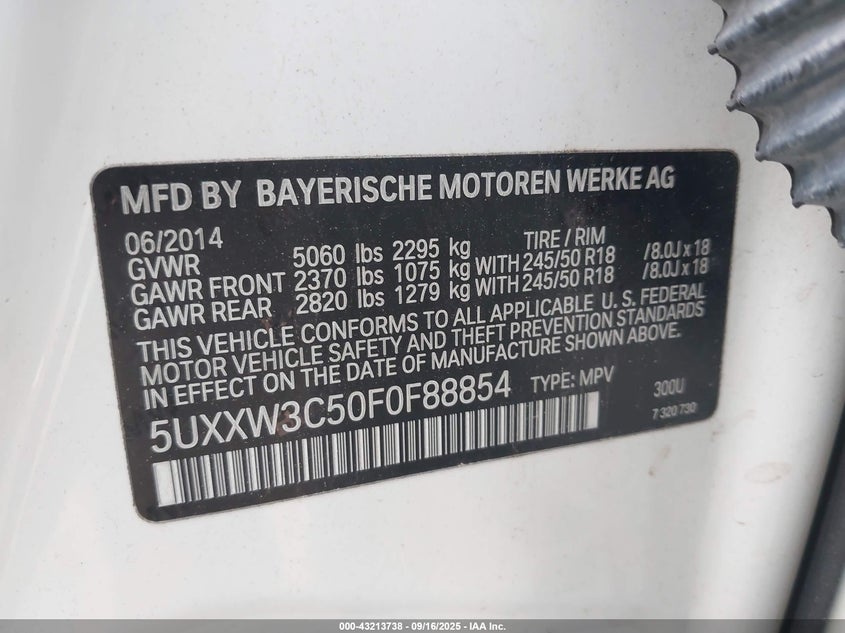 MFD BY BAYERISCHE MOTOREN WERKE AG
06/2014 TIRE / RIM
GVWR 5060 lbs 2295 kg
GAWR FRONT 2370 lbs 1075 kg WITH 245/50 R18 / 8.0J x 18
GAWR REAR 2820 lbs 1279 kg WITH 245/50 R18 / 8.0J x 18
THIS VEHICLE CONFORMS TO ALL APPLICABLE U. S. FEDERAL
MOTOR VEHICLE SAFETY AND THEFT PREVENTION STANDARDS
IN EFFECT ON THE DATE OF MANUFACTURE SHOWN ABOVE.
5UXXW3C50F0F88854 TYPE: MPV 300U
7 320 730
000-43213738 - 09/16/2025 - IAA Inc.